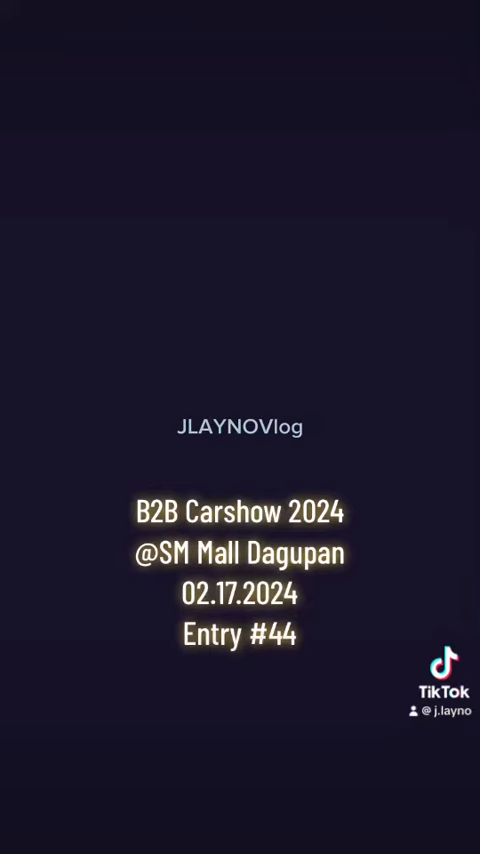 JLAYNOVlog
B2B Carshow 2024
@SM Mall Dagupan
02.17.2024
Entry #44
TikTok
@ j.layno